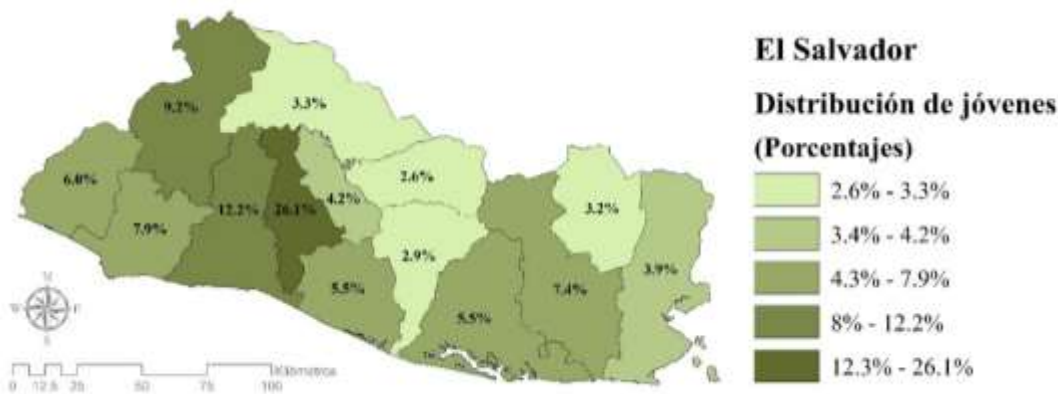 El Salvador
Distribución de jóvenes
(Porcentajes)
2.6% - 3.3%
3.4% - 4.2%
4.3% - 7.9%
8% - 12.2%
12.3% - 26.1%
9.2%
3.3%
6.0%
7.9%
12.2%
26.1%
4.2%
2.6%
2.9%
3.2%
3.9%
5.5%
5.5%
7.4%
0 12.5 25 50 75 100